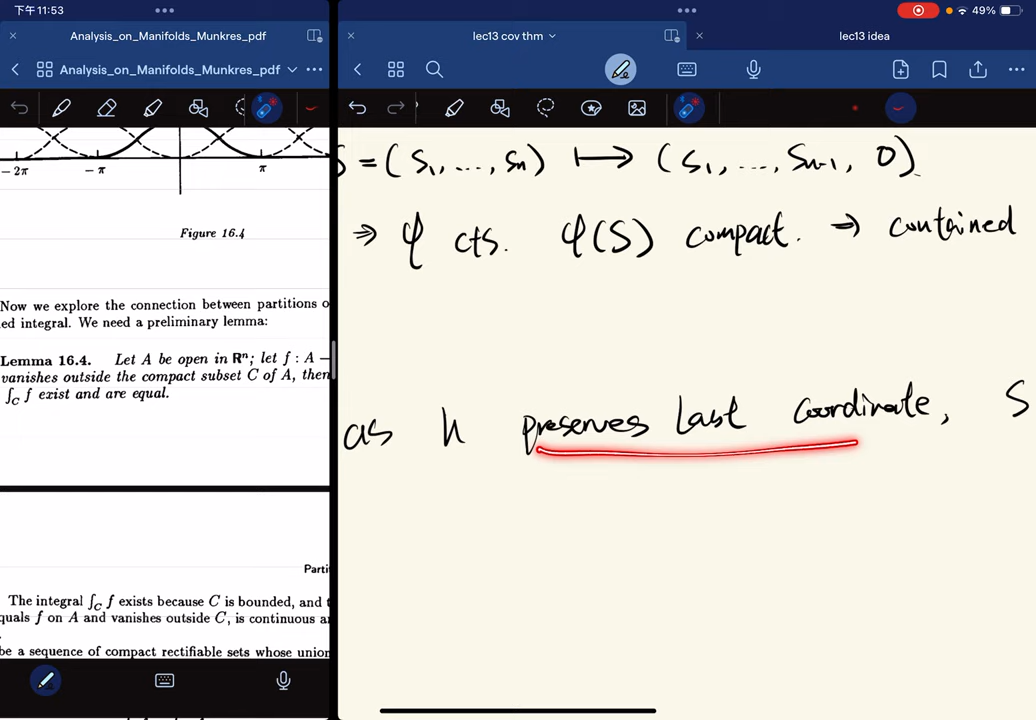 下午11:53
49%
Analysis_on_Manifolds_Munkres_pdf
lec13 cov thm
lec13 idea
Analysis_on_Manifolds_Munkres_pdf
−2π −π π
Figure 16.4
Now we explore the connection between partitions o
ed integral. We need a preliminary lemma:
Lemma 16.4. Let A be open in Rⁿ; let f : A −
vanishes outside the compact subset C of A, then
∫_C f exist and are equal.
Parti
The integral ∫_C f exists because C is bounded, and
quals f on A and vanishes outside C, is continuous a
be a sequence of compact rectifiable sets whose union
= (s₁, ..., sₙ) ⟼ (s₁, ..., sₙ₋₁, 0).
⇒ φ cts. φ(S) compact. ⇒ contained
as h preserves last coordinate, S